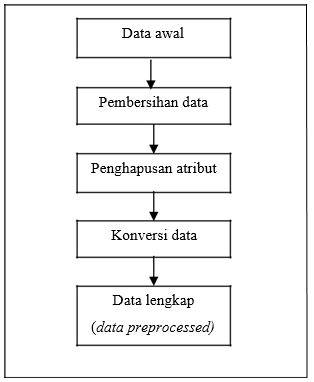 Data awal
Pembersihan data
Penghapusan atribut
Konversi data
Data lengkap
(data preprocessed)